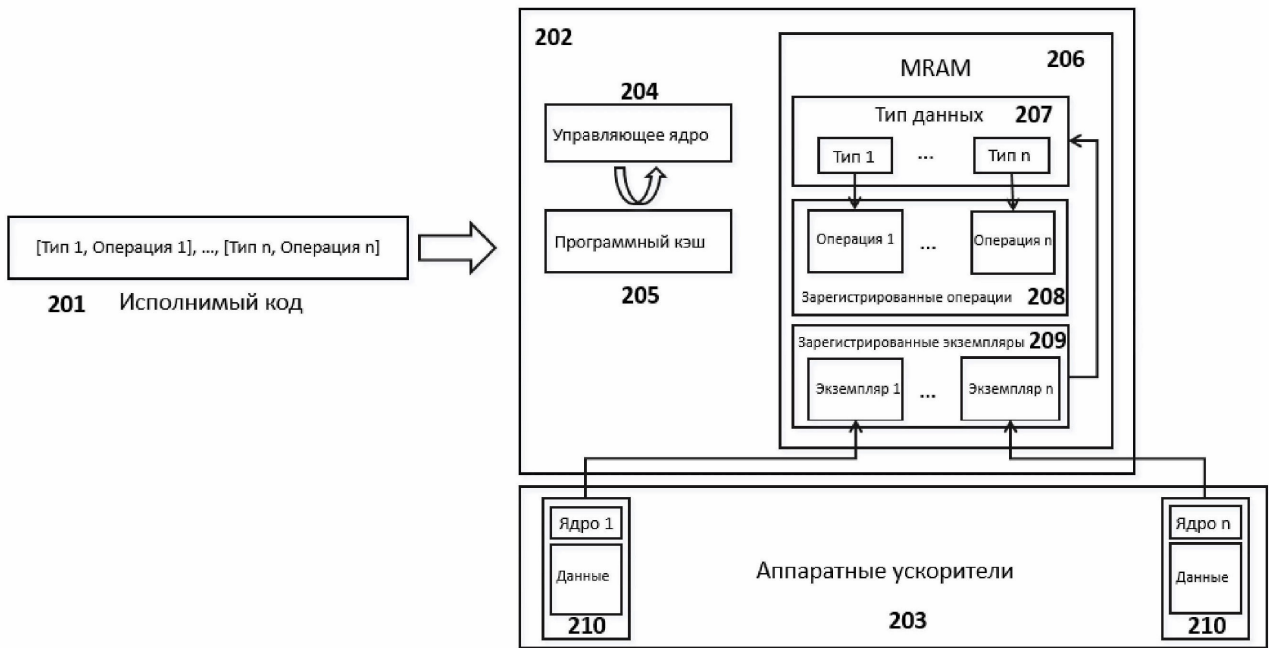 202
204
Управляющее ядро
Программный кэш
205
206
MRAM
Тип данных 207
Тип 1 ... Тип n
Операция 1 ... Операция n
Зарегистрированные операции 208
Зарегистрированные экземпляры 209
Экземпляр 1 ... Экземпляр n
[Тип 1, Операция 1], ..., [Тип n, Операция n]
201 Исполнимый код
Ядро 1
Данные
210
Аппаратные ускорители
203
Ядро n
Данные
210